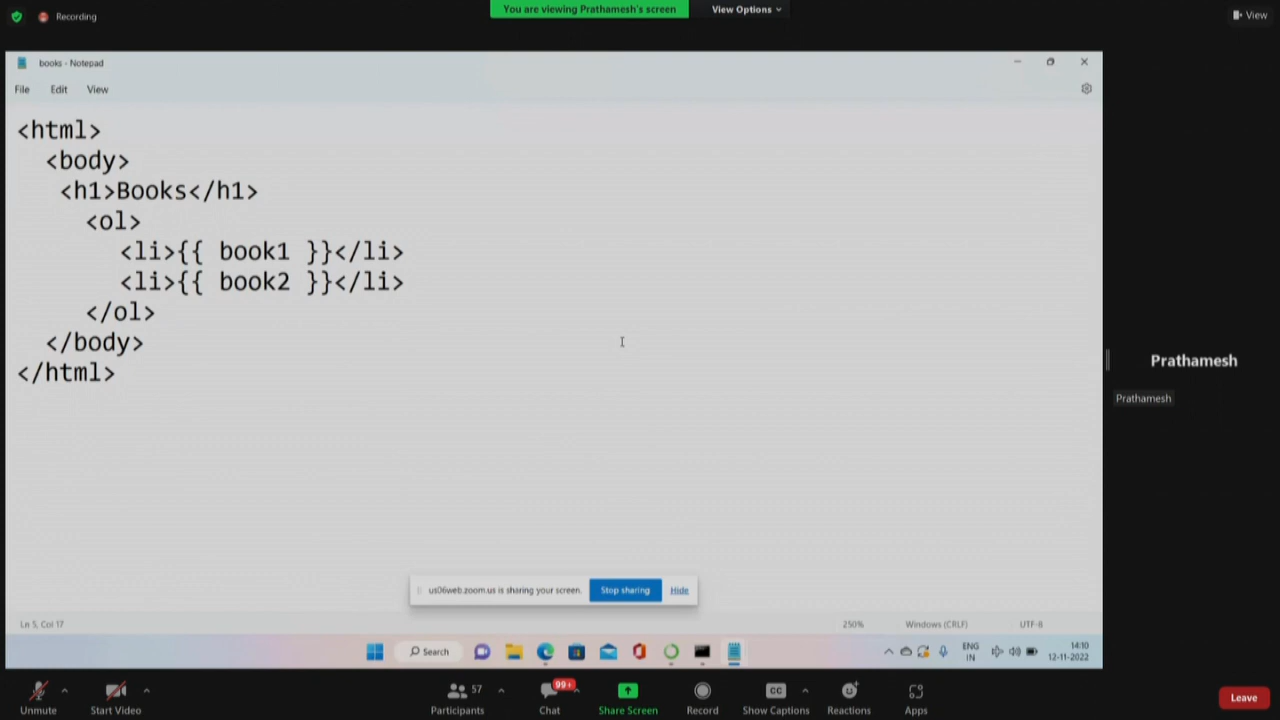 Recording
You are viewing Prathamesh's screen
View Options
View
books - Notepad
File Edit View
<html>
<body>
<h1>Books</h1>
<ol>
<li>{{ book1 }}</li>
<li>{{ book2 }}</li>
</ol>
</body>
</html>
Prathamesh
Prathamesh
us06web.zoom.us is sharing your screen. Stop sharing Hide
Ln 5, Col 17 250% Windows (CRLF) UTF-8
Search
ENG
IN
14:10
12-11-2022
Unmute
Start Video
57
Participants
99+
Chat
Share Screen
Record
CC
Show Captions
Reactions
Apps
Leave